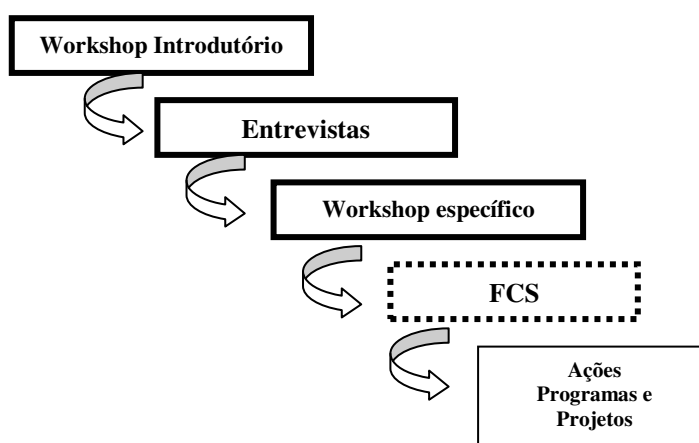 Workshop Introdutório
Entrevistas
Workshop específico
FCS
Ações
Programas e
Projetos